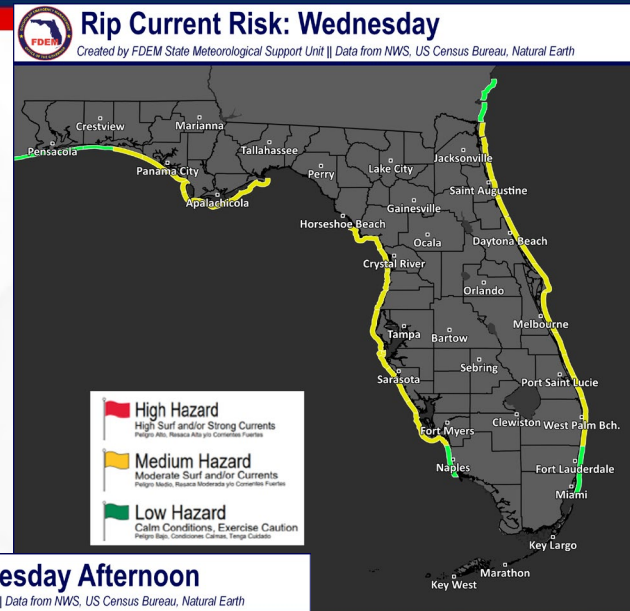 FDEM
Rip Current Risk: Wednesday
Created by FDEM State Meteorological Support Unit || Data from NWS, US Census Bureau, Natural Earth
Crestview
Marianna
Pensacola
Tallahassee
Jacksonville
Panama City
Perry
Lake City
Saint Augustine
Apalachicola
Gainesville
Horseshoe Beach
Ocala
Daytona Beach
Crystal River
Orlando
Melbourne
Tampa
Bartow
Sebring
Sarasota
Port Saint Lucie
Clewiston
West Palm Bch.
Fort Myers
Naples
Fort Lauderdale
Miami
Key Largo
Marathon
Key West
High Hazard
High Surf and/or Strong Currents
Peligro Alto, Resaca Alta y/o Corrientes Fuertes
Medium Hazard
Moderate Surf and/or Currents
Peligro Medio, Resaca Moderada y/o Corrientes Fuertes
Low Hazard
Calm Conditions, Exercise Caution
Peligro Bajo, Condiciones Calmas, Tenga Cuidado
esday Afternoon
|| Data from NWS, US Census Bureau, Natural Earth